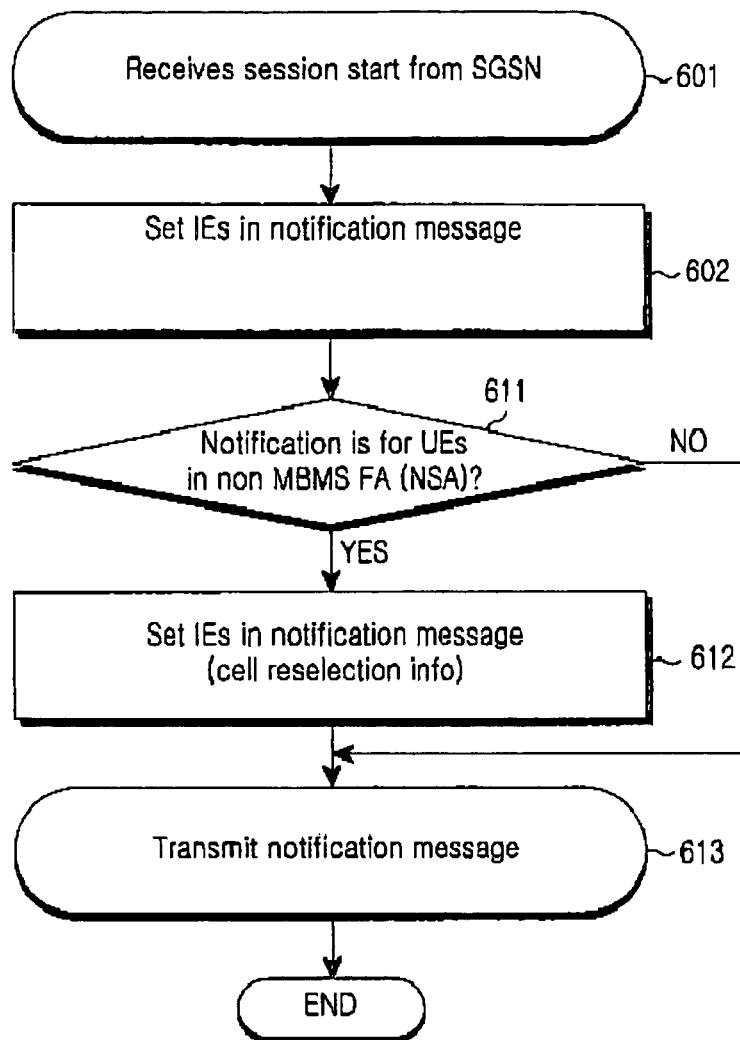 Receives session start from SGSN
601
Set IEs in notification message
602
611
Notification is for UEs
in non MBMS FA (NSA)?
NO
YES
Set IEs in notification message
(cell reselection info)
612
Transmit notification message
613
END